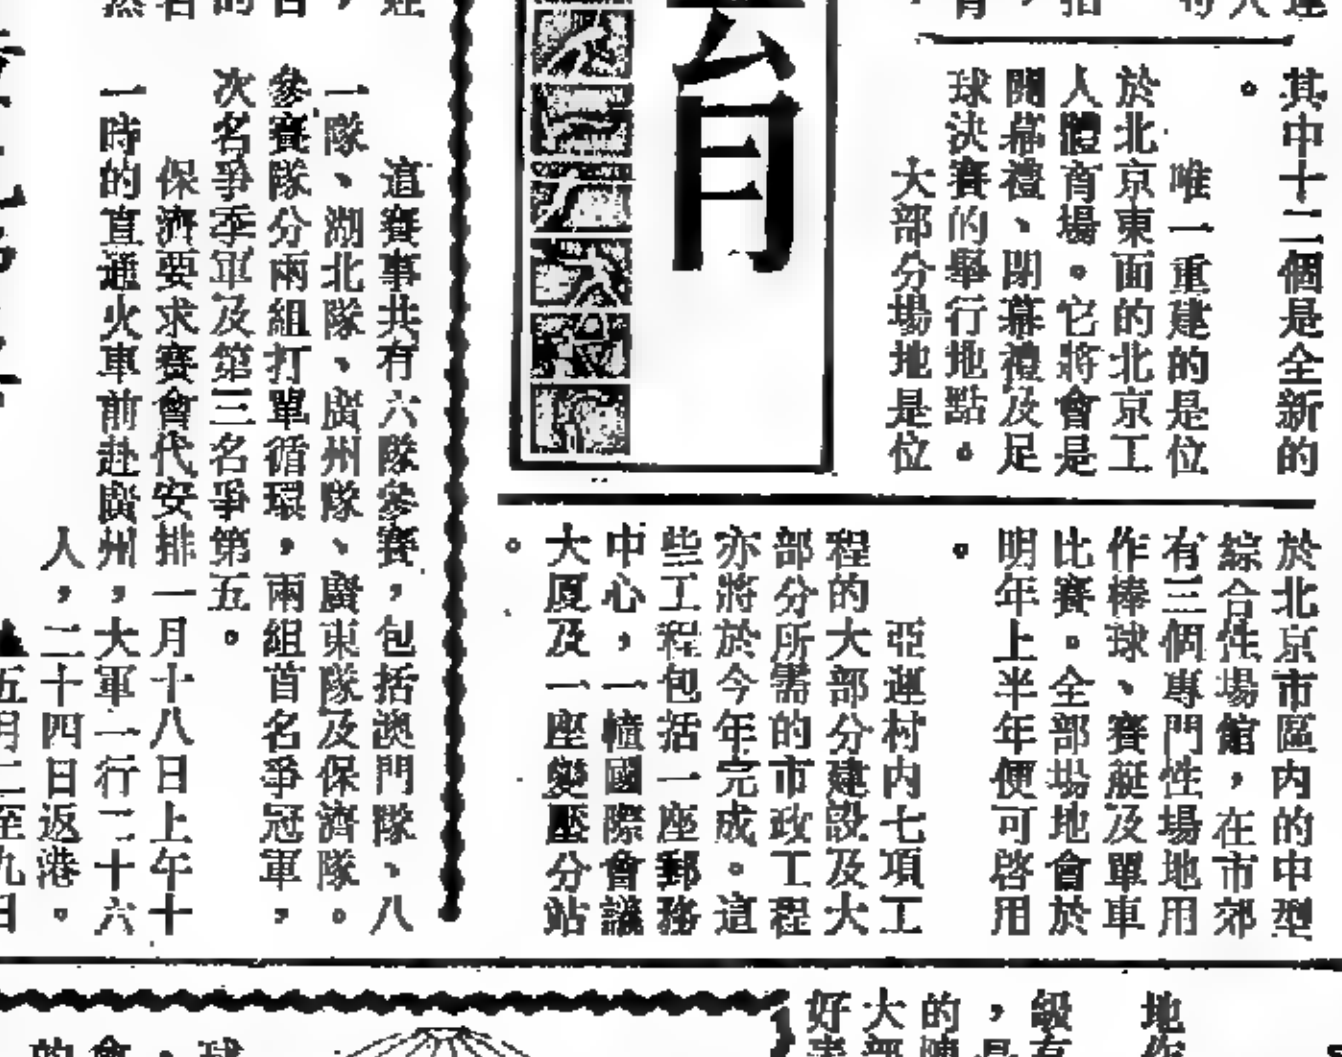 其中十二個是全新的
。
唯一重建的是位
於北京東面的北京工
人體育場。它將會是
開幕禮、閉幕禮及足
球決賽的舉行地點。
大部分場地是位
於北京市區內的中型
綜合性場館，在市郊
有三個專門性場地用
作棒球、賽艇及單車
比賽。全部場地會於
明年上半年便可啓用
。
亞運村內七項工
程的大部分建設及大
部分所需的市政工程
亦將於今年完成。這
些工程包括一座郵務
中心，一幢國際會議
大厦及一座變壓分站
。
育
這賽事共有六隊參賽，包括澳門隊、八
一隊、湖北隊、廣州隊、廣東隊及保濟隊。
參賽隊分兩組打單循環，兩組首名爭冠軍，
次名爭季軍及第三名爭第五。
保濟要求賽會代安排一月十八日上午十
一時的直通火車前赴廣州，大軍一行二十六
人，二十四日返港。
級
，
的
大
好
地